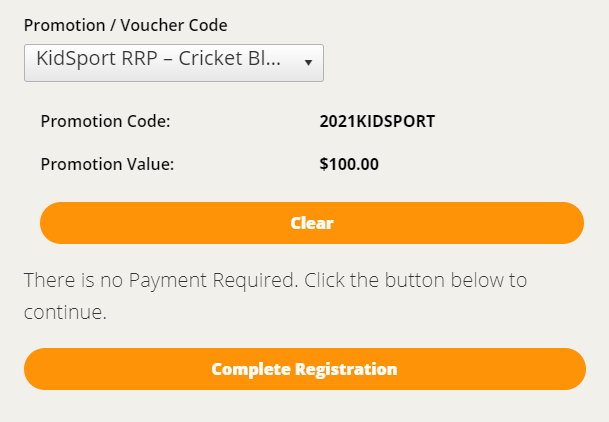 Promotion / Voucher Code
KidSport RRP – Cricket Bl...
Promotion Code: 2021KIDSPORT
Promotion Value: $100.00
Clear
There is no Payment Required. Click the button below to
continue.
Complete Registration